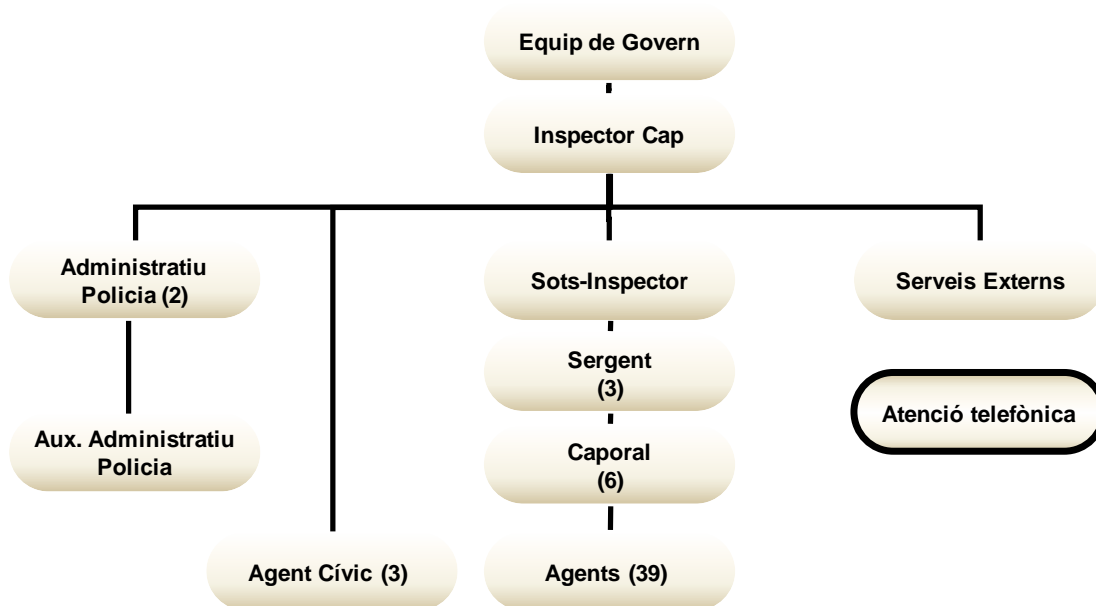 Equip de Govern
Inspector Cap
Administratiu
Policia (2)
Sots-Inspector
Serveis Externs
Sergent
(3)
Atenció telefònica
Aux. Administratiu
Policia
Caporal
(6)
Agent Cívic (3)
Agents (39)